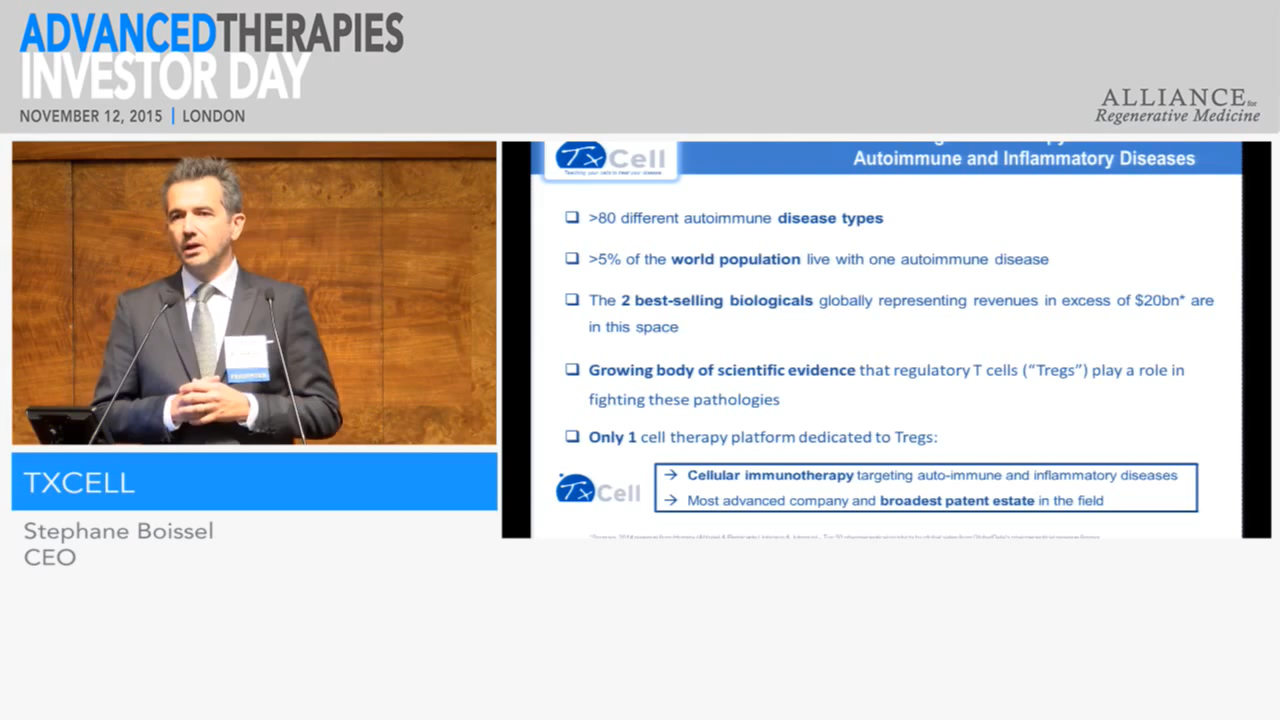 ADVANCEDTHERAPIES
INVESTOR DAY
NOVEMBER 12, 2015 | LONDON
ALLIANCE for
Regenerative Medicine
TxCell
Teaching your cells to treat your disease
Autoimmune and Inflammatory Diseases
>80 different autoimmune disease types
>5% of the world population live with one autoimmune disease
The 2 best-selling biologicals globally representing revenues in excess of $20bn* are
in this space
Growing body of scientific evidence that regulatory T cells (“Tregs”) play a role in
fighting these pathologies
Only 1 cell therapy platform dedicated to Tregs:
TxCell
→ Cellular immunotherapy targeting auto-immune and inflammatory diseases
→ Most advanced company and broadest patent estate in the field
TXCELL
Stephane Boissel
CEO